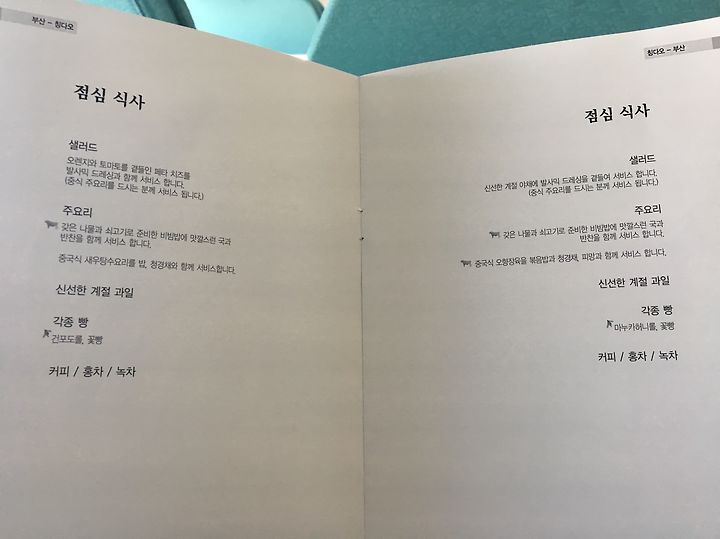 부산 - 칭다오
점심 식사
샐러드
오렌지와 토마토를 곁들인 페타 치즈를
발사믹 드레싱과 함께 서비스 합니다.
(중식 주요리를 드시는 분께 서비스 됩니다.)
주요리
갖은 나물과 쇠고기로 준비한 비빔밥에 맛깔스런 국과
반찬을 함께 서비스 합니다.
중국식 새우탕수요리를 밥, 청경채와 함께 서비스합니다.
신선한 계절 과일
각종 빵
건포도롤, 꽃빵
커피 / 홍차 / 녹차
칭다오 - 부산
점심 식사
샐러드
신선한 계절 야채에 발사믹 드레싱을 곁들여 서비스 합니다.
(중식 주요리를 드시는 분께 서비스 됩니다.)
주요리
갖은 나물과 쇠고기로 준비한 비빔밥에 맛깔스런 국과
반찬을 함께 서비스 합니다.
중국식 오향장육을 볶음밥과 청경채, 피망과 함께 서비스합니다.
신선한 계절 과일
각종 빵
마누카허니롤, 꽃빵
커피 / 홍차 / 녹차